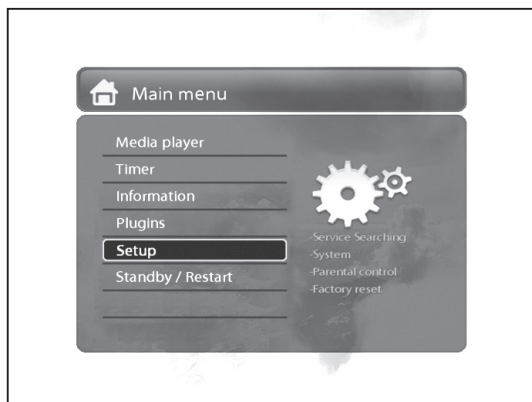 Main menu
Media player
Timer
Information
Plugins
Setup
Standby / Restart
-Service Searching
-System
-Parental control
-Factory reset